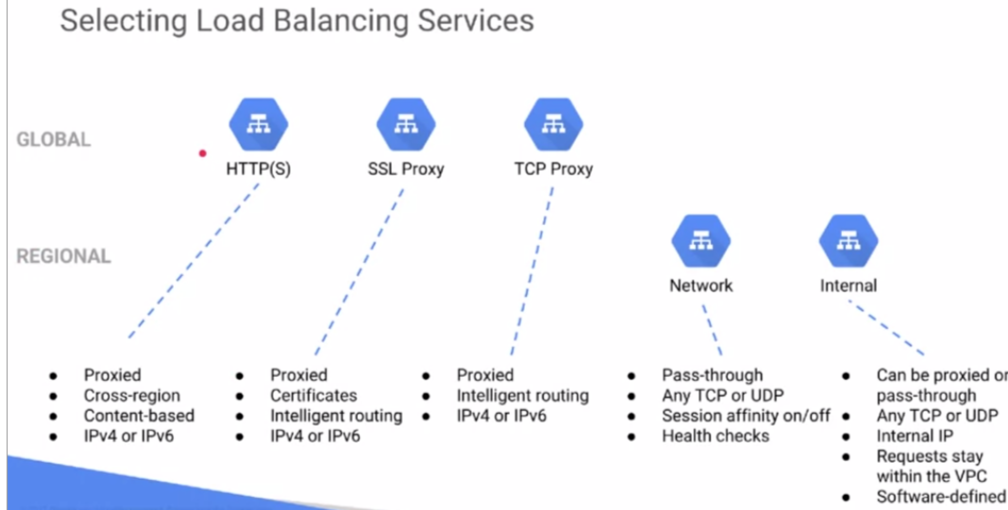 Selecting Load Balancing Services
GLOBAL
HTTP(S)
SSL Proxy
TCP Proxy
REGIONAL
Network
Internal
● Proxied
● Cross-region
● Content-based
● IPv4 or IPv6
● Proxied
● Certificates
● Intelligent routing
● IPv4 or IPv6
● Proxied
● Intelligent routing
● IPv4 or IPv6
● Pass-through
● Any TCP or UDP
● Session affinity on/off
● Health checks
● Can be proxied or
pass-through
● Any TCP or UDP
● Internal IP
● Requests stay
within the VPC
● Software-defined